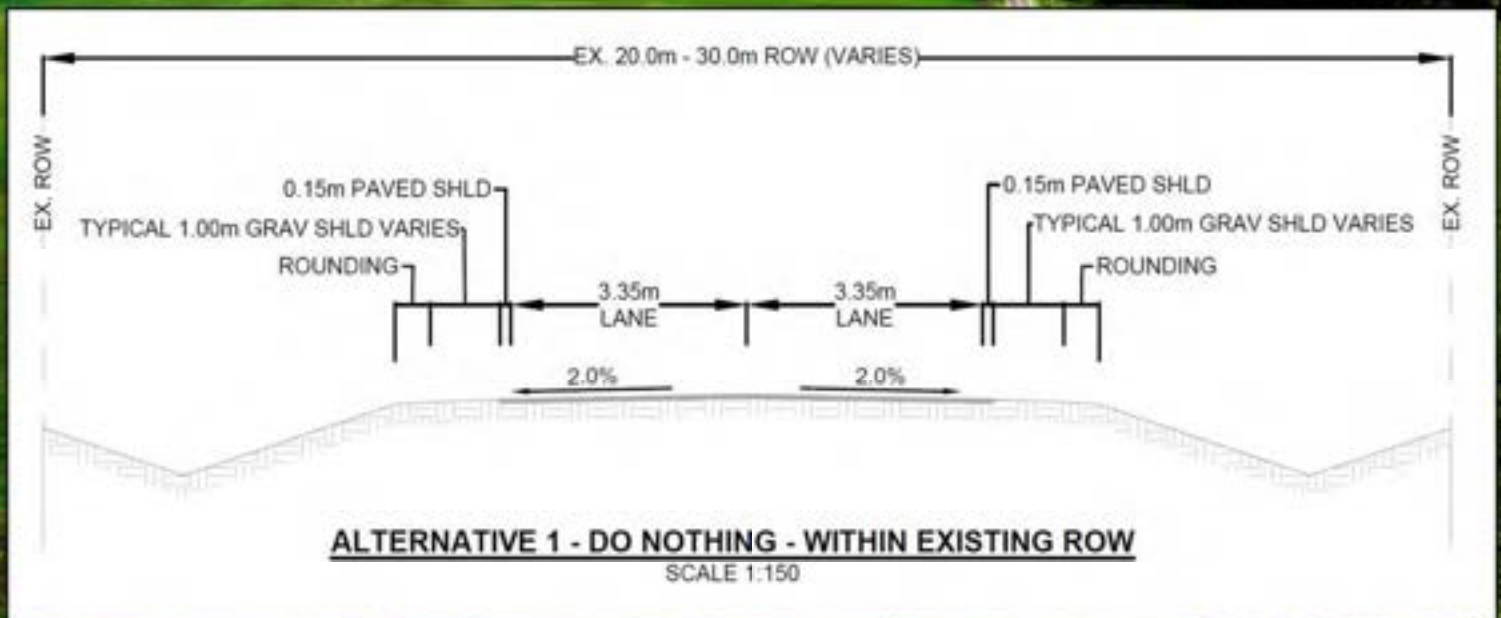 EX. 20.0m - 30.0m ROW (VARIES)
EX. ROW
EX. ROW
0.15m PAVED SHLD
0.15m PAVED SHLD
TYPICAL 1.00m GRAV SHLD VARIES
TYPICAL 1.00m GRAV SHLD VARIES
ROUNDING
ROUNDING
3.35m
LANE
3.35m
LANE
2.0%
2.0%
ALTERNATIVE 1 - DO NOTHING - WITHIN EXISTING ROW
SCALE 1:150